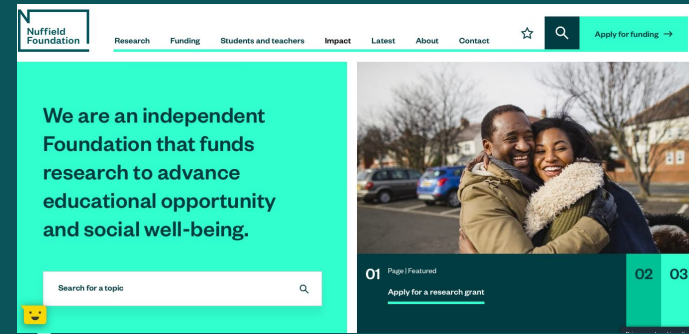 Nuffield
Foundation
Research Funding Students and teachers Impact Latest About Contact
Apply for funding →
We are an independent
Foundation that funds
research to advance
educational opportunity
and social well-being.
Search for a topic
01 Page | Featured
Apply for a research grant
02 03